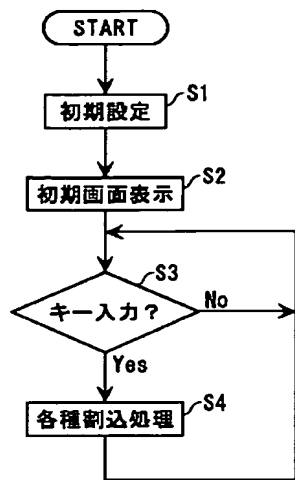 START
S1
初期設定
S2
初期画面表示
S3
キー入力?
No
Yes
S4
各種割込処理